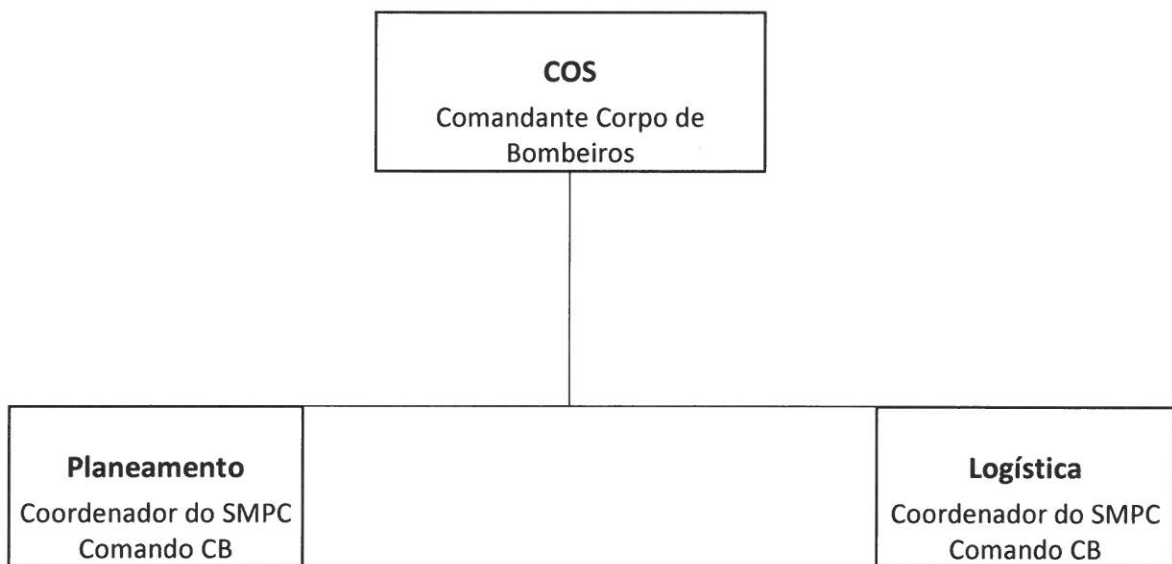 COS
Comandante Corpo de
Bombeiros
Planeamento
Coordenador do SMPC
Comando CB
Logística
Coordenador do SMPC
Comando CB